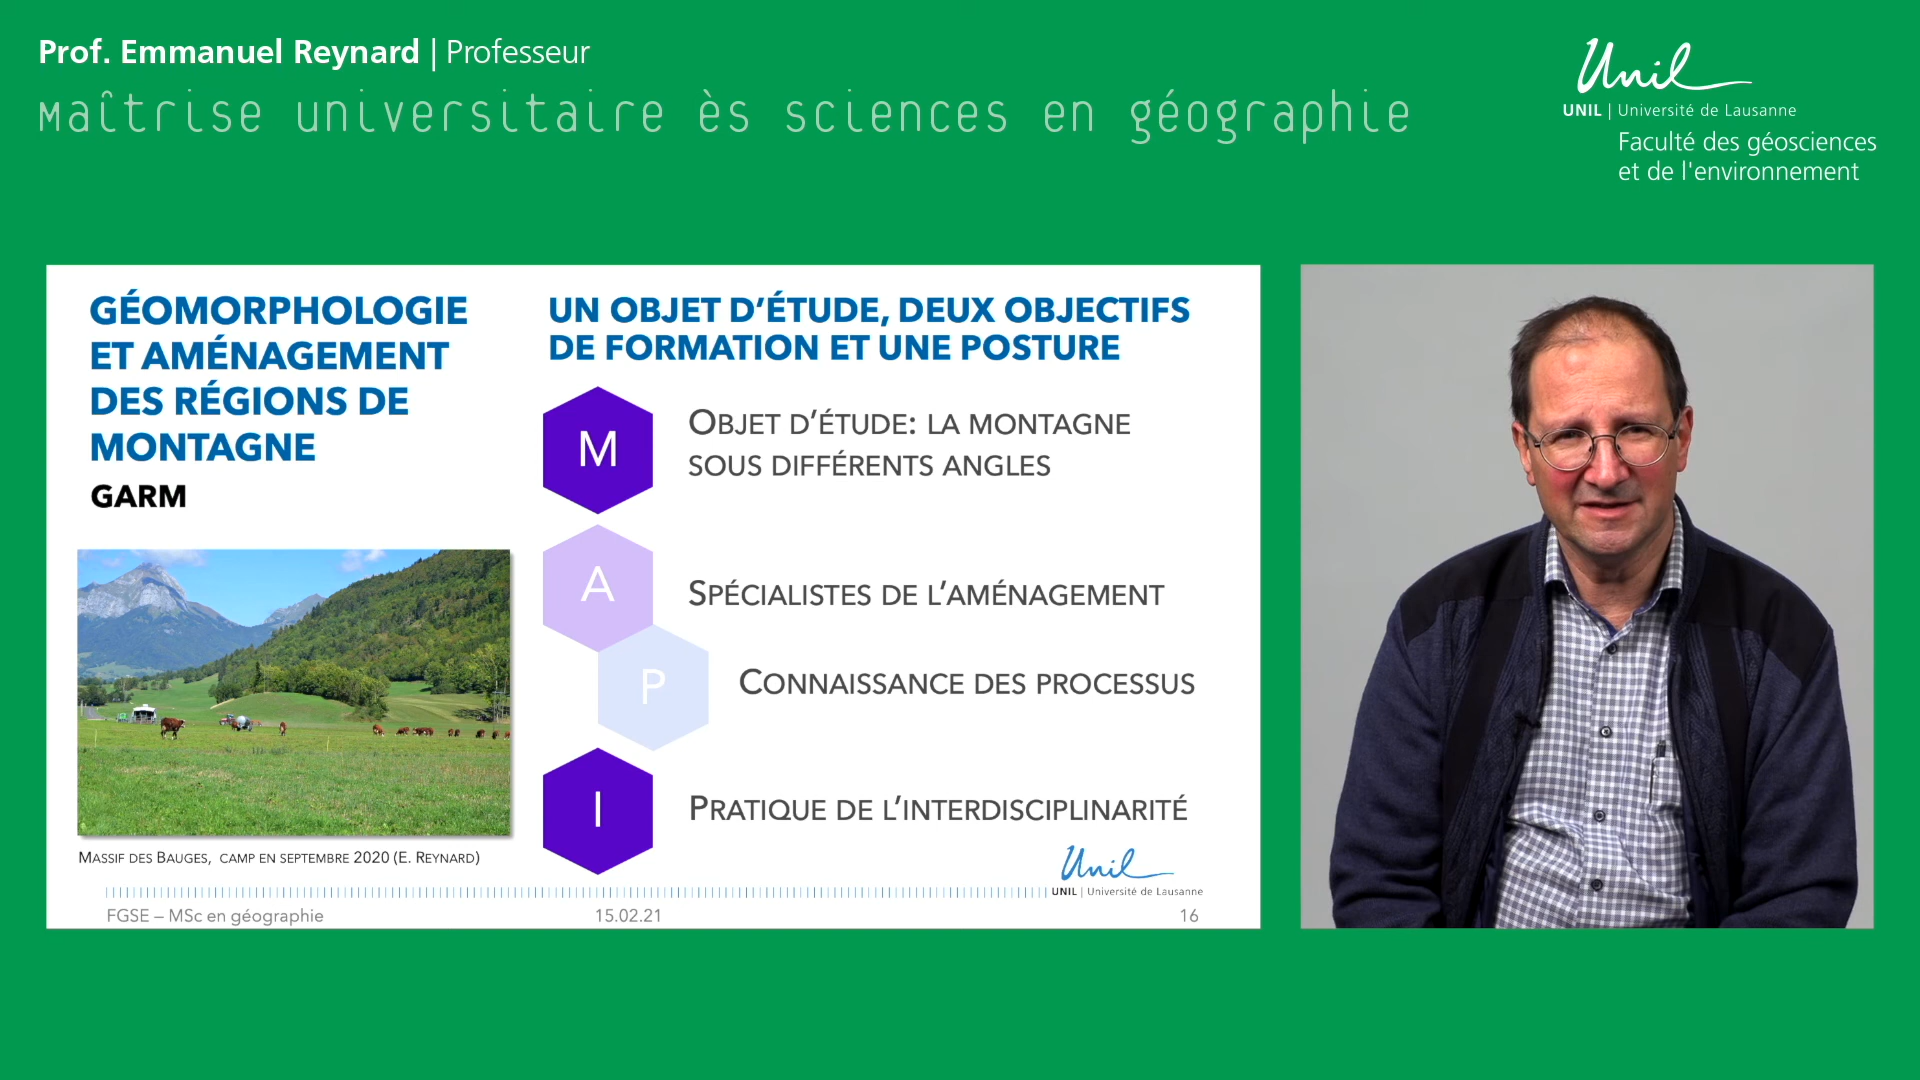 Prof. Emmanuel Reynard | Professeur
Maîtrise universitaire ès sciences en géographie
Unil
UNIL | Université de Lausanne
Faculté des géosciences
et de l'environnement
GÉOMORPHOLOGIE
ET AMÉNAGEMENT
DES RÉGIONS DE
MONTAGNE
GARM
MASSIF DES BAUGES, CAMP EN SEPTEMBRE 2020 (E. REYNARD)
UN OBJET D’ÉTUDE, DEUX OBJECTIFS
DE FORMATION ET UNE POSTURE
M
OBJET D’ÉTUDE: LA MONTAGNE
SOUS DIFFÉRENTS ANGLES
A
SPÉCIALISTES DE L’AMÉNAGEMENT
P
CONNAISSANCE DES PROCESSUS
I
PRATIQUE DE L’INTERDISCIPLINARITÉ
Unil
UNIL | Université de Lausanne
FGSE – MSc en géographie
15.02.21
16